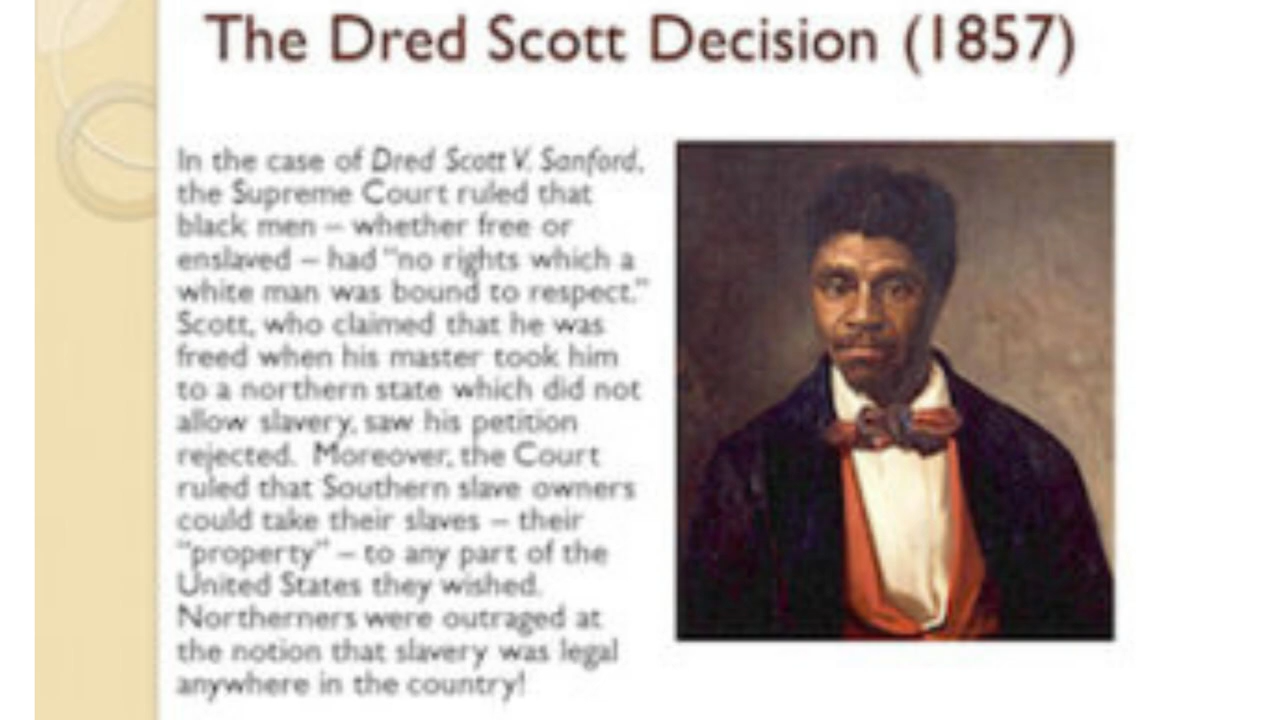 The Dred Scott Decision (1857)
In the case of Dred Scott V. Sanford,
the Supreme Court ruled that
black men – whether free or
enslaved – had "no rights which a
white man was bound to respect."
Scott, who claimed that he was
freed when his master took him
to a northern state which did not
allow slavery, saw his petition
rejected. Moreover, the Court
ruled that Southern slave owners
could take their slaves – their
"property" – to any part of the
United States they wished.
Northerners were outraged at
the notion that slavery was legal
anywhere in the country!